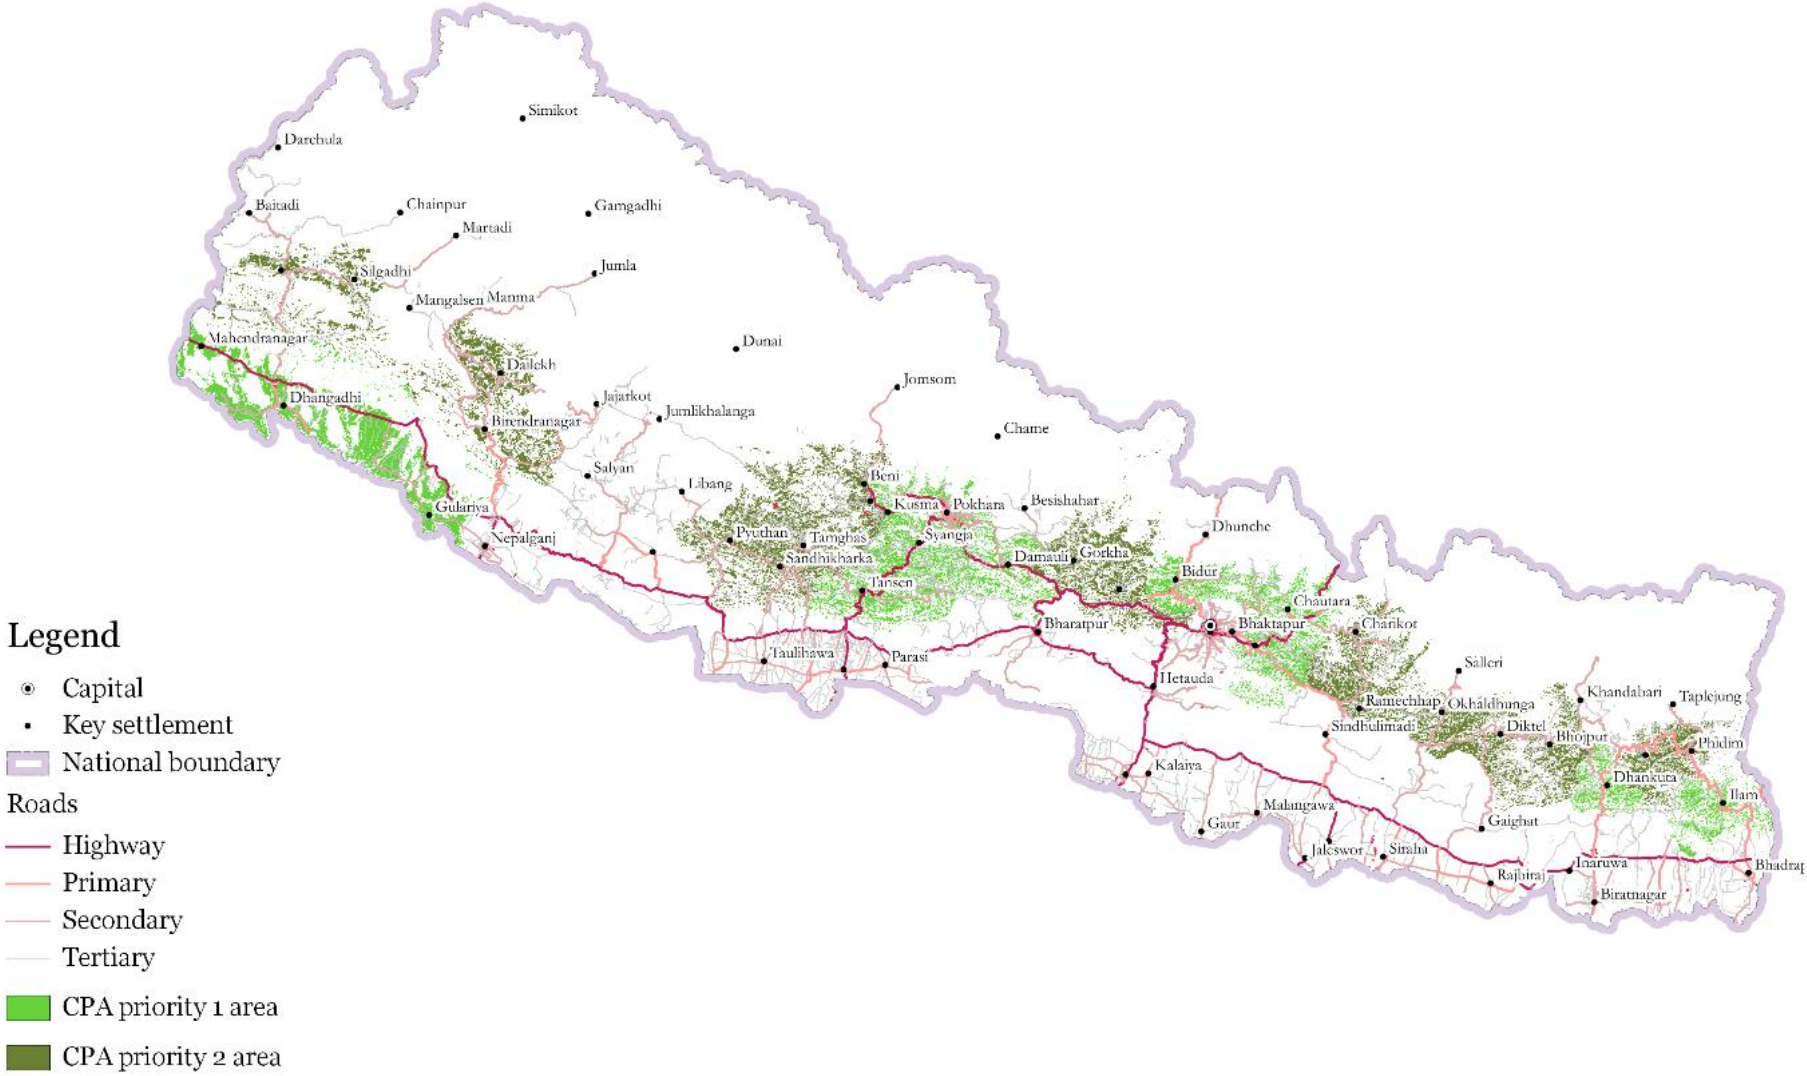 Simikot
Darchula
Baitadi
Chainpur
Gamgadhi
Martadi
Silgadhi
Jumla
Mangalsen
Manma
Mahendranagar
Dunai
Dailekh
Jomsom
Dhangadhi
Jajarkot
Jumlikhalanga
Birendranagar
Chame
Salyan
Beni
Libang
Gulariya
Kusma
Pokhara
Besishahar
Nepalganj
Pyuthan
Tamghas
Syangja
Dhunche
Sandhikharka
Damauli
Gorkha
Tansen
Bidur
Chautara
Bharatpur
Bhaktapur
Charikot
Taulihawa
Parasi
Hetauda
Salleri
Ramechhap
Okhaldhunga
Khandabari
Taplejung
Sindhulimadi
Diktel
Bhojpur
Phidim
Kalaiya
Dhankuta
Ilam
Malangawa
Gaur
Gaighat
Jaleswor
Siraha
Inaruwa
Bhadrap
Rajbiraj
Biratnagar
Legend
Capital
Key settlement
National boundary
Roads
Highway
Primary
Secondary
Tertiary
CPA priority 1 area
CPA priority 2 area